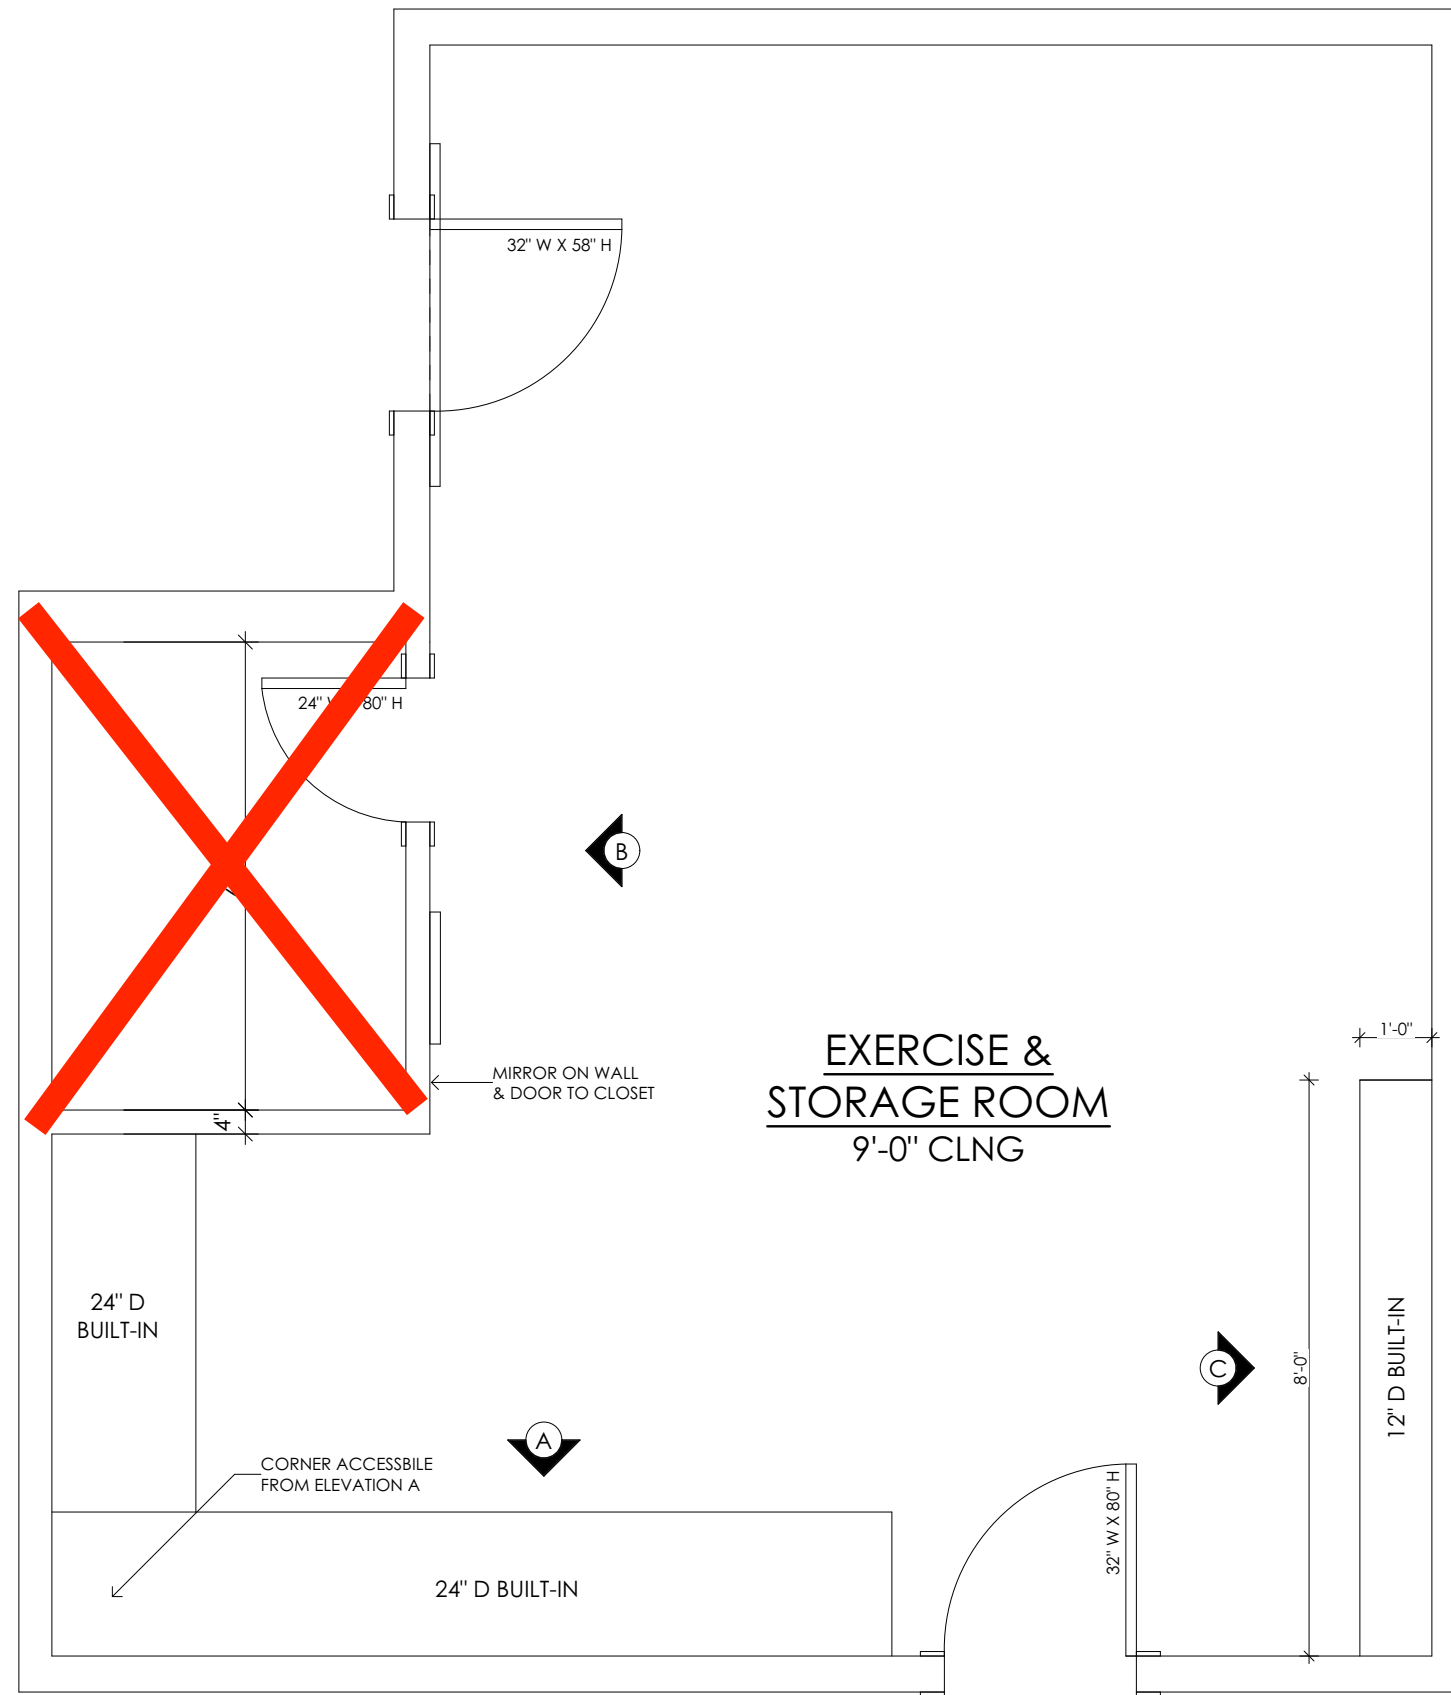 32" W X 58" H
24" W 80" H
B
EXERCISE &
STORAGE ROOM
9'-0" CLNG
1'-0"
MIRROR ON WALL
& DOOR TO CLOSET
4"
24" D
BUILT-IN
8'-0"
12" D BUILT-IN
C
A
CORNER ACCESSBILE
FROM ELEVATION A
32" W X 80" H
24" D BUILT-IN